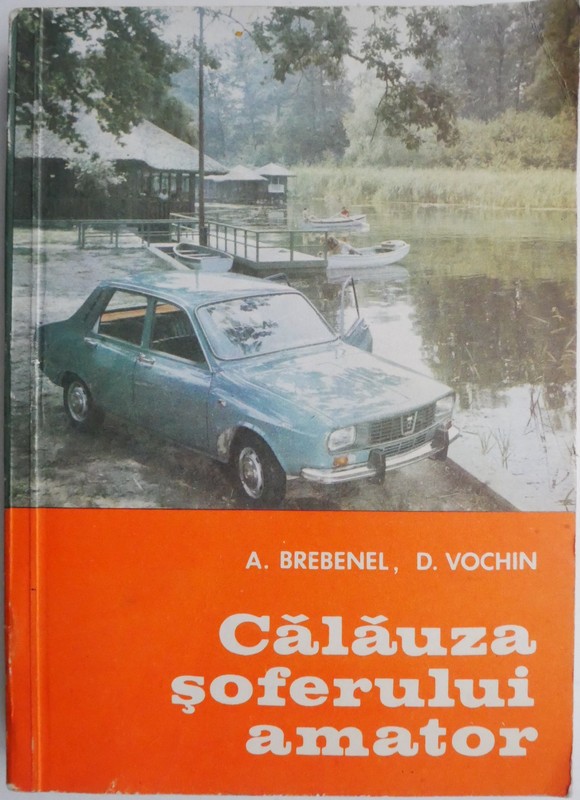 A. BREBENEL, D. VOCHIN
Călăuza
şoferului
amator